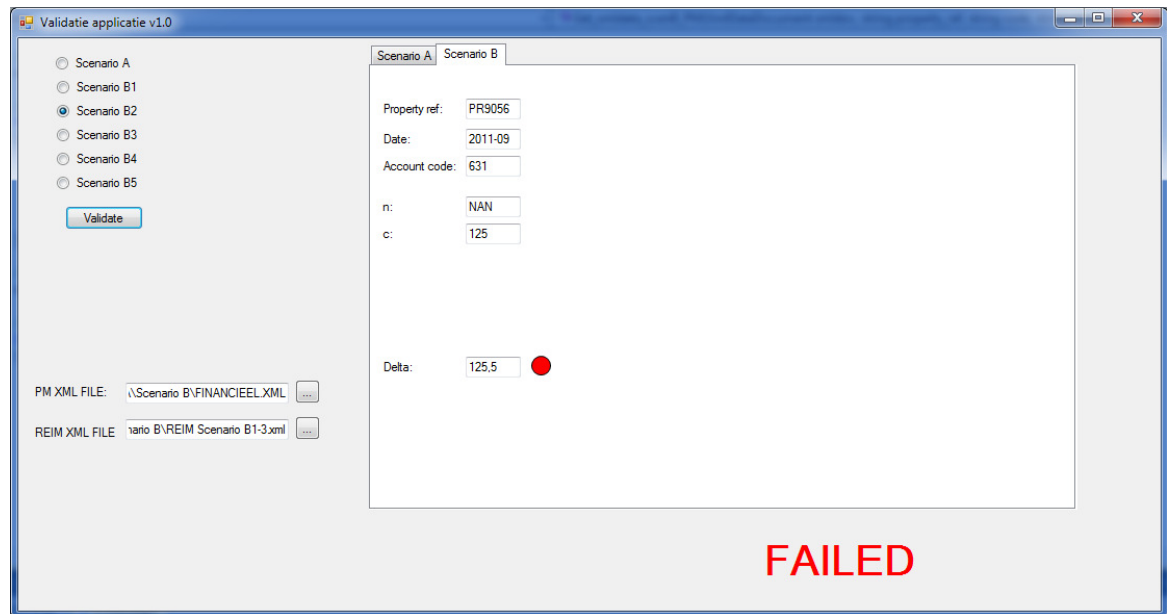 Validatie applicatie v1.0
Scenario A
Scenario B1
Scenario B2
Scenario B3
Scenario B4
Scenario B5
Validate
PM XML FILE: \Scenario B\FINANCIEEL.XML ...
REIM XML FILE nario B\REIM Scenario B1-3.xml ...
Scenario A Scenario B
Property ref: PR9056
Date: 2011-09
Account code: 631
n: NAN
c: 125
Delta: 125,5
FAILED